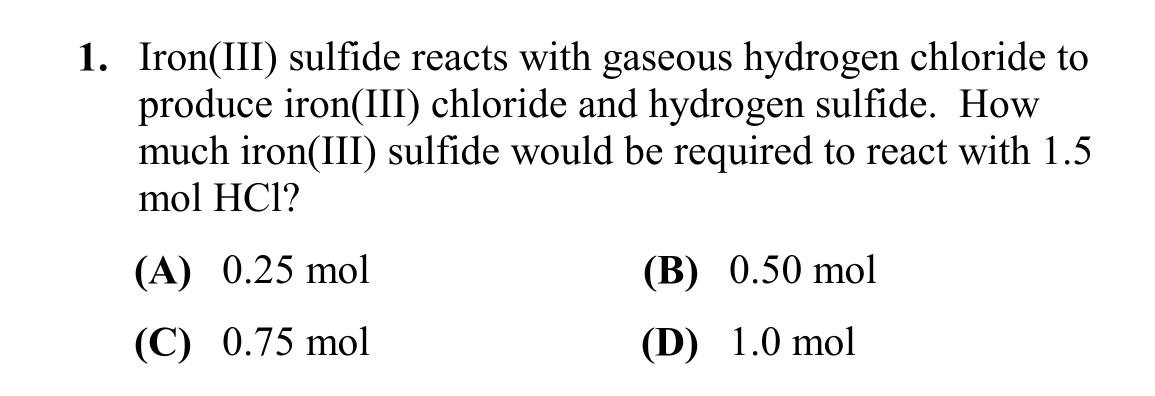 1. Iron(III) sulfide reacts with gaseous hydrogen chloride to
produce iron(III) chloride and hydrogen sulfide. How
much iron(III) sulfide would be required to react with 1.5
mol HCl?
(A) 0.25 mol (B) 0.50 mol
(C) 0.75 mol (D) 1.0 mol